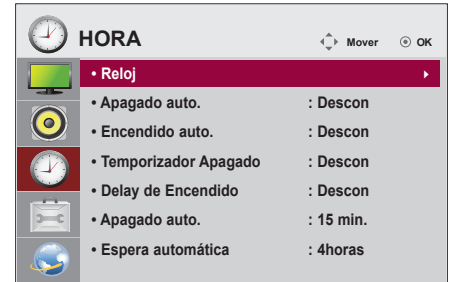 HORA Mover OK
• Reloj
• Apagado auto. : Descon
• Encendido auto. : Descon
• Temporizador Apagado : Descon
• Delay de Encendido : Descon
• Apagado auto. : 15 min.
• Espera automática : 4horas